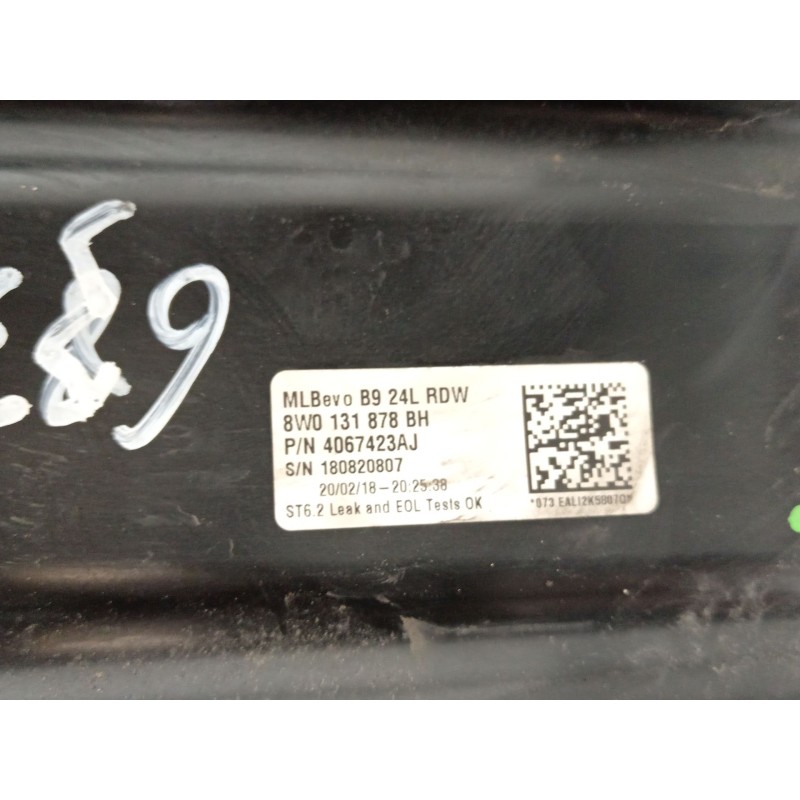 MLBevo B9 24L RDW
8W0 131 878 BH
P/N 4067423AJ
S/N 180820807
20/02/18-20:25:38
ST6.2 Leak and EOL Tests OK
9